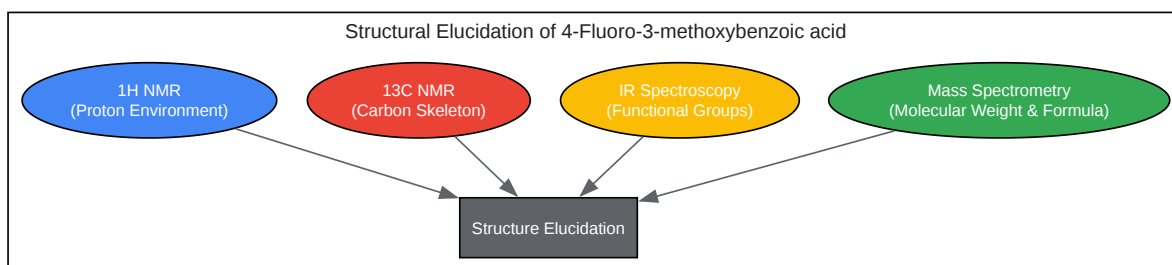 Structural Elucidation of 4-Fluoro-3-methoxybenzoic acid
1H NMR
(Proton Environment)
13C NMR
(Carbon Skeleton)
IR Spectroscopy
(Functional Groups)
Mass Spectrometry
(Molecular Weight & Formula)
Structure Elucidation